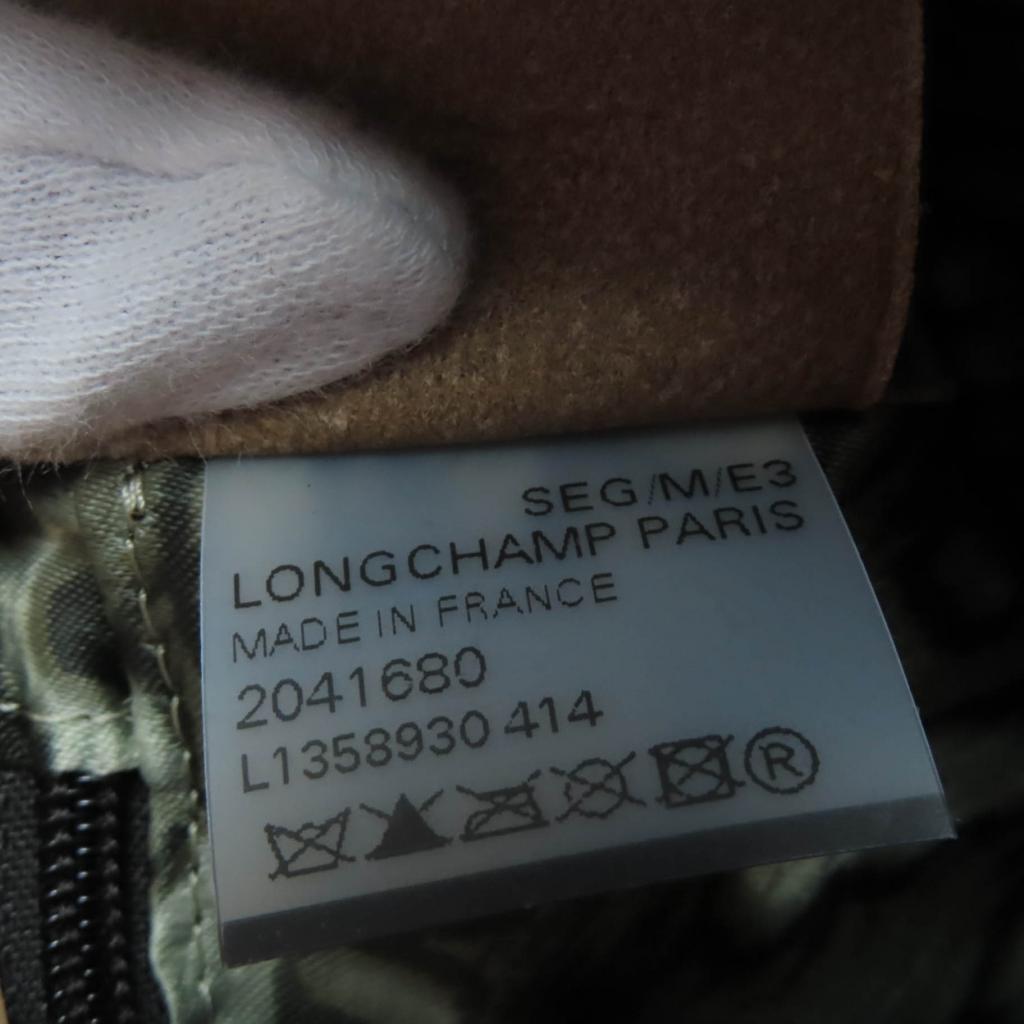 SEG/M/E3
LONGCHAMP PARIS
MADE IN FRANCE
2041680
L1358930 414
®